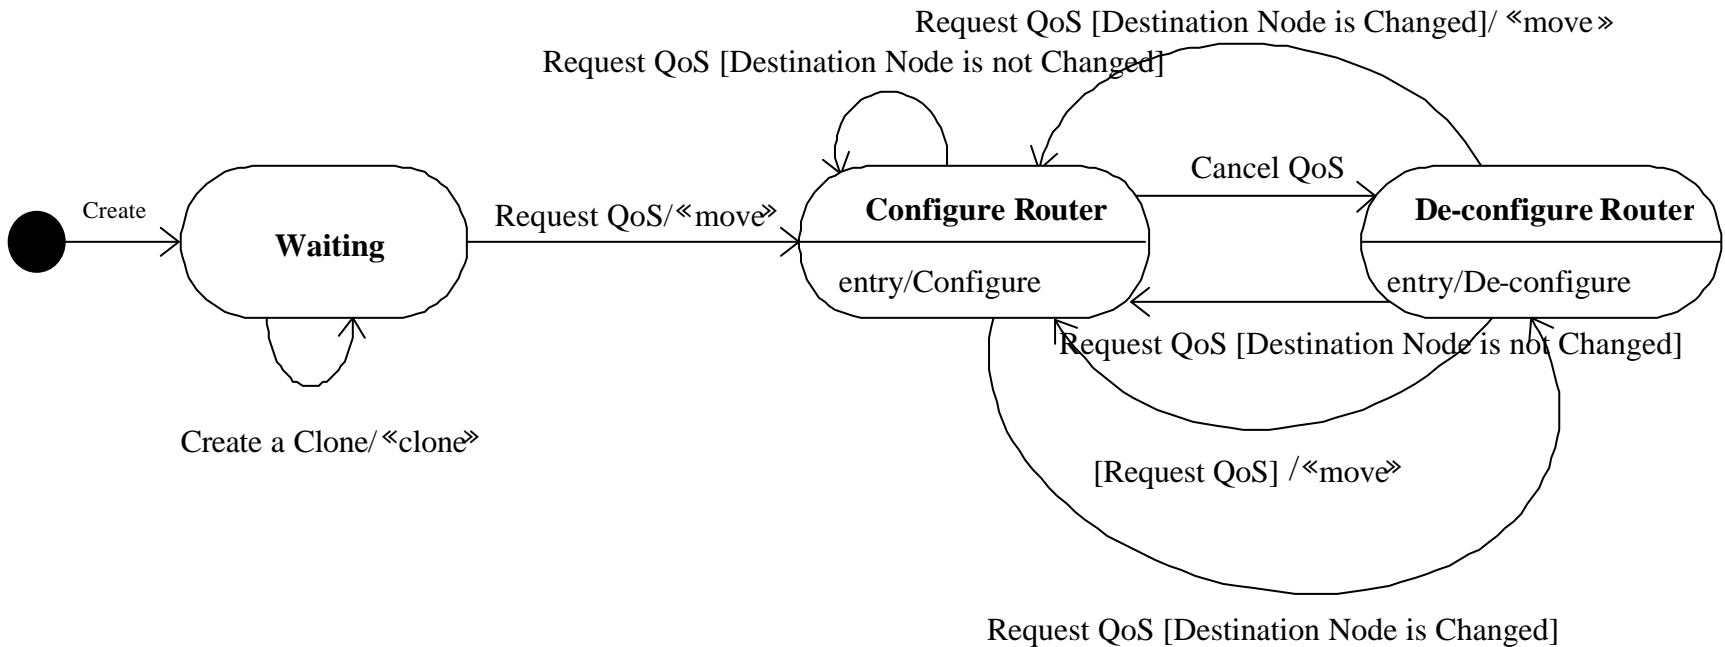 Request QoS [Destination Node is Changed]/ «move»
Request QoS [Destination Node is not Changed]
Cancel QoS
Create
Request QoS/«move»
Configure Router
De-configure Router
Waiting
entry/Configure
entry/De-configure
Request QoS [Destination Node is not Changed]
Create a Clone/ «clone»
[Request QoS] / «move»
Request QoS [Destination Node is Changed]